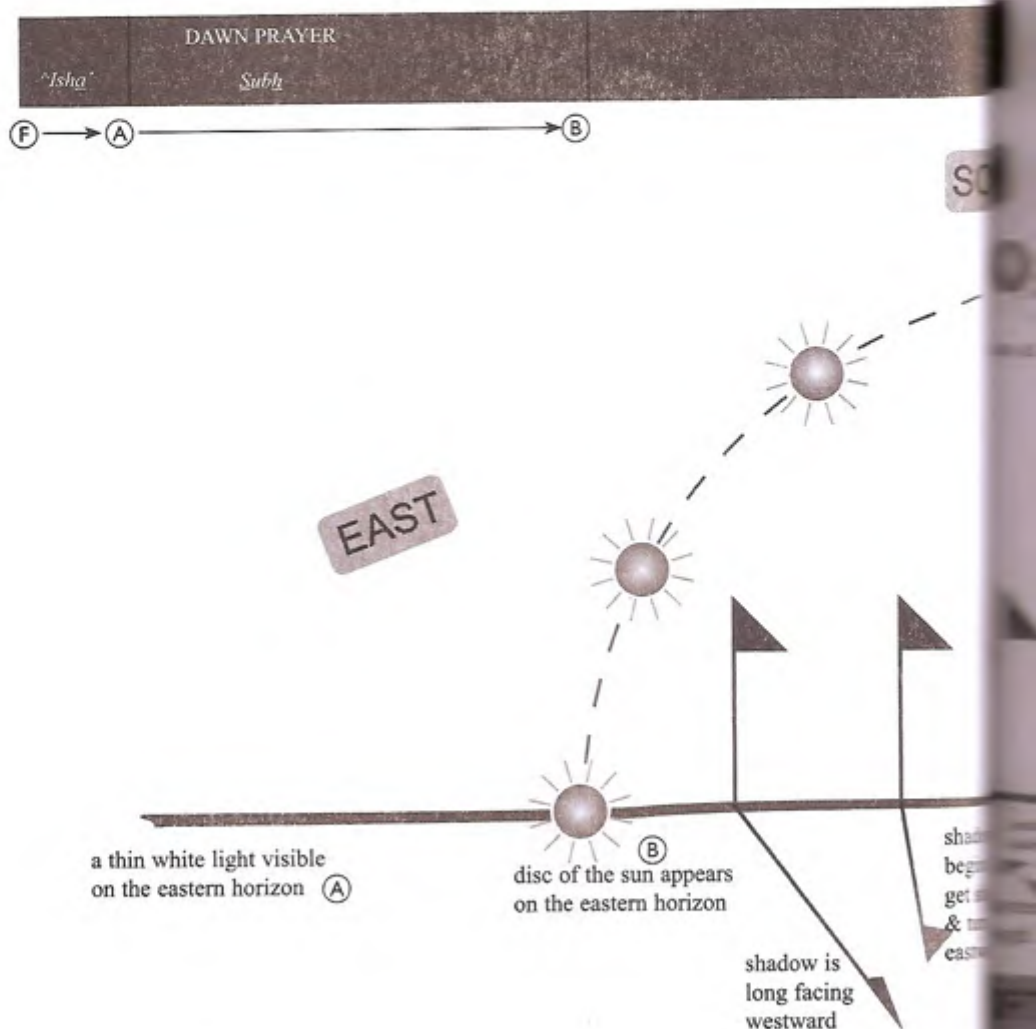 DAWN PRAYER
^Isha' Subh
F A B
EAST
a thin white light visible
on the eastern horizon A
B
disc of the sun appears
on the eastern horizon
shadow is
long facing
westward
get
&